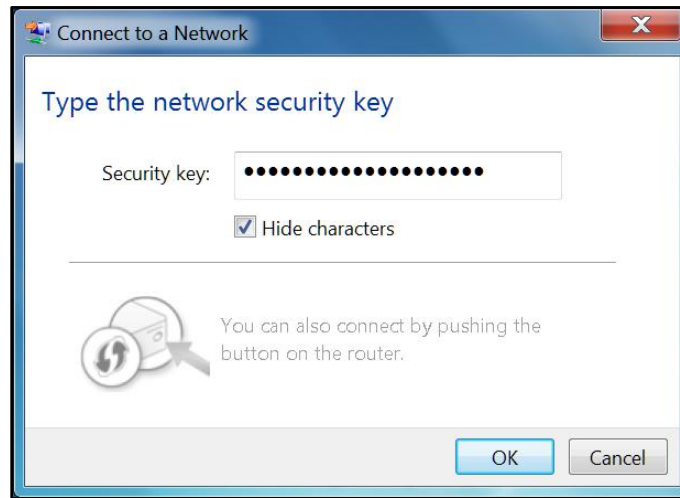 Connect to a Network
Type the network security key
Security key: ••••••••••••••••••••
Hide characters
You can also connect by pushing the
button on the router.
OK Cancel